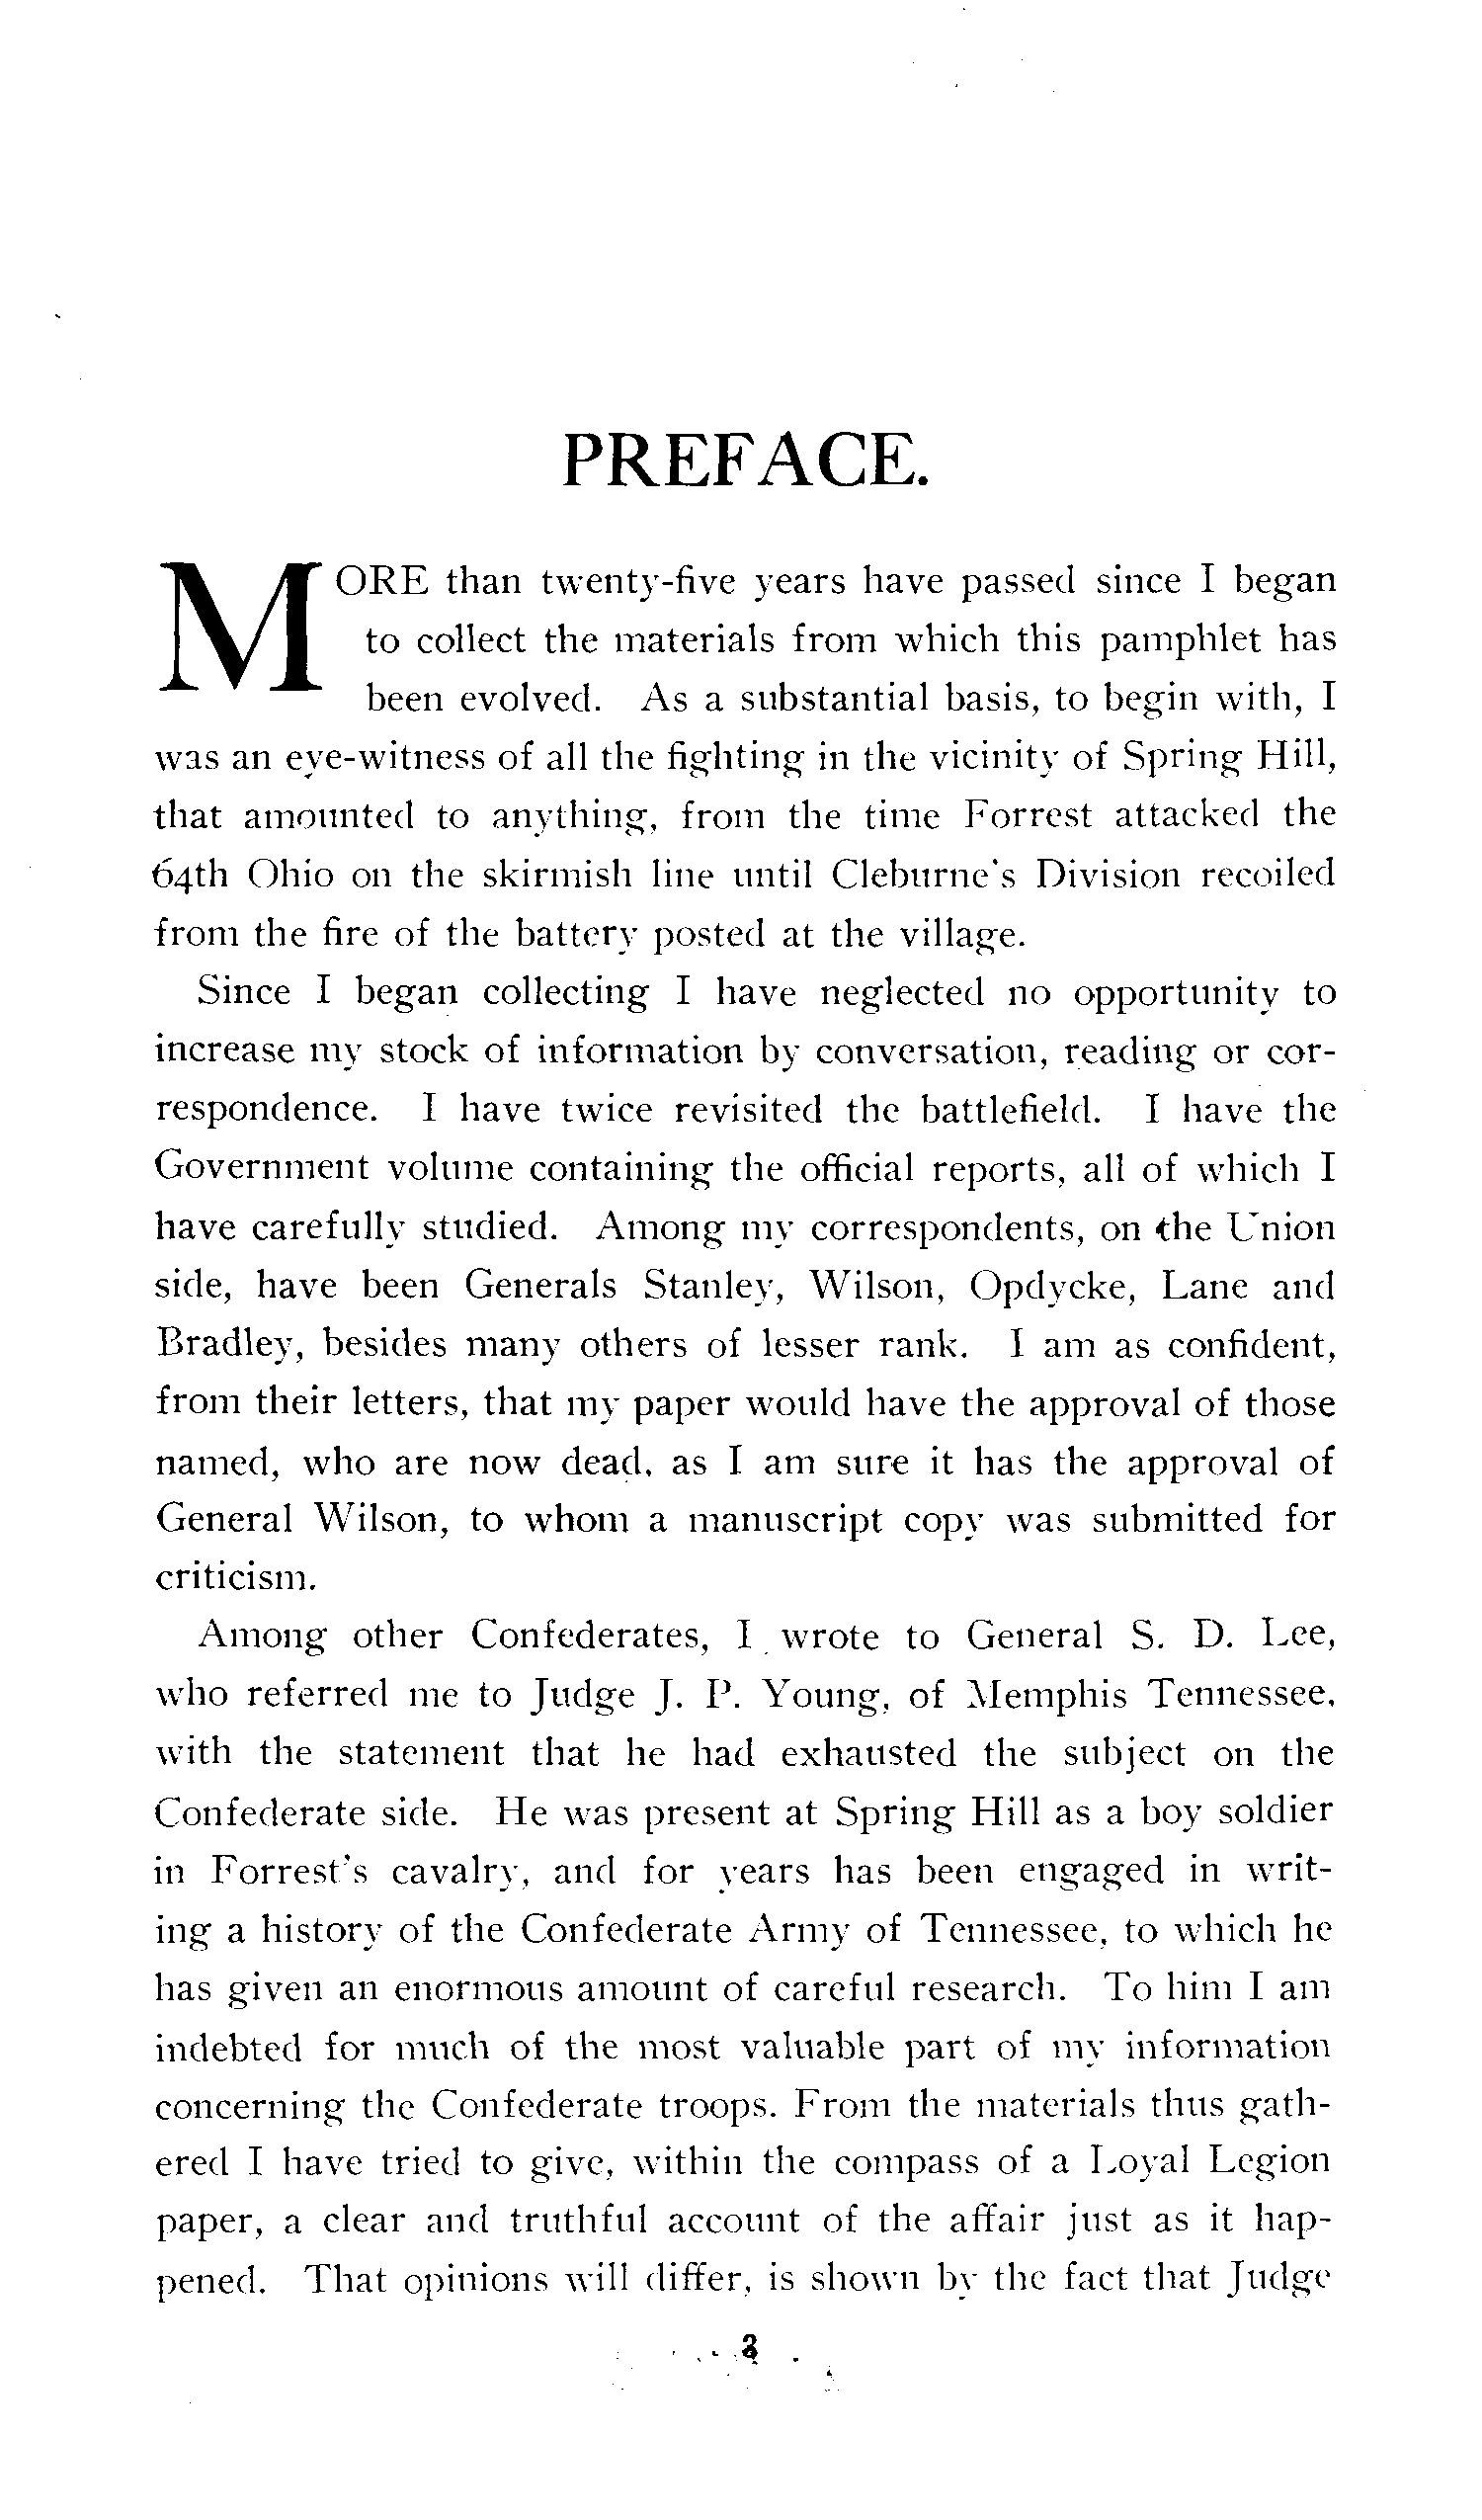 PREFACE.
MORE than twenty-five years have passed since I began
to collect the materials from which this pamphlet has
been evolved. As a substantial basis, to begin with, I
was an eye-witness of all the fighting in the vicinity of Spring Hill,
that amounted to anything, from the time Forrest attacked the
64th Ohio on the skirmish line until Cleburne's Division recoiled
from the fire of the battery posted at the village.
Since I began collecting I have neglected no opportunity to
increase my stock of information by conversation, reading or cor-
respondence. I have twice revisited the battlefield. I have the
Government volume containing the official reports, all of which I
have carefully studied. Among my correspondents, on the Union
side, have been Generals Stanley, Wilson, Opdycke, Lane and
Bradley, besides many others of lesser rank. I am as confident,
from their letters, that my paper would have the approval of those
named, who are now dead, as I am sure it has the approval of
General Wilson, to whom a manuscript copy was submitted for
criticism.
Among other Confederates, I wrote to General S. D. Lee,
who referred me to Judge J. P. Young, of Memphis Tennessee,
with the statement that he had exhausted the subject on the
Confederate side. He was present at Spring Hill as a boy soldier
in Forrest's cavalry, and for years has been engaged in writ-
ing a history of the Confederate Army of Tennessee, to which he
has given an enormous amount of careful research. To him I am
indebted for much of the most valuable part of my information
concerning the Confederate troops. From the materials thus gath-
ered I have tried to give, within the compass of a Loyal Legion
paper, a clear and truthful account of the affair just as it hap-
pened. That opinions will differ, is shown by the fact that Judge
3